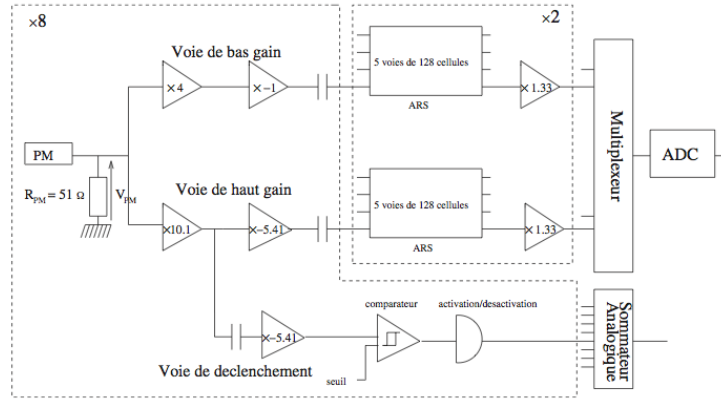 ×8
×2
Voie de bas gain
×4
×-1
5 voies de 128 cellules
ARS
×1.33
Multiplexeur
ADC
PM
R_PM = 51 Ω
V_PM
Voie de haut gain
×10.1
×-5.41
5 voies de 128 cellules
ARS
×1.33
×-5.41
comparateur
activation/desactivation
seuil
Voie de declenchement
Sommateur
Analogique